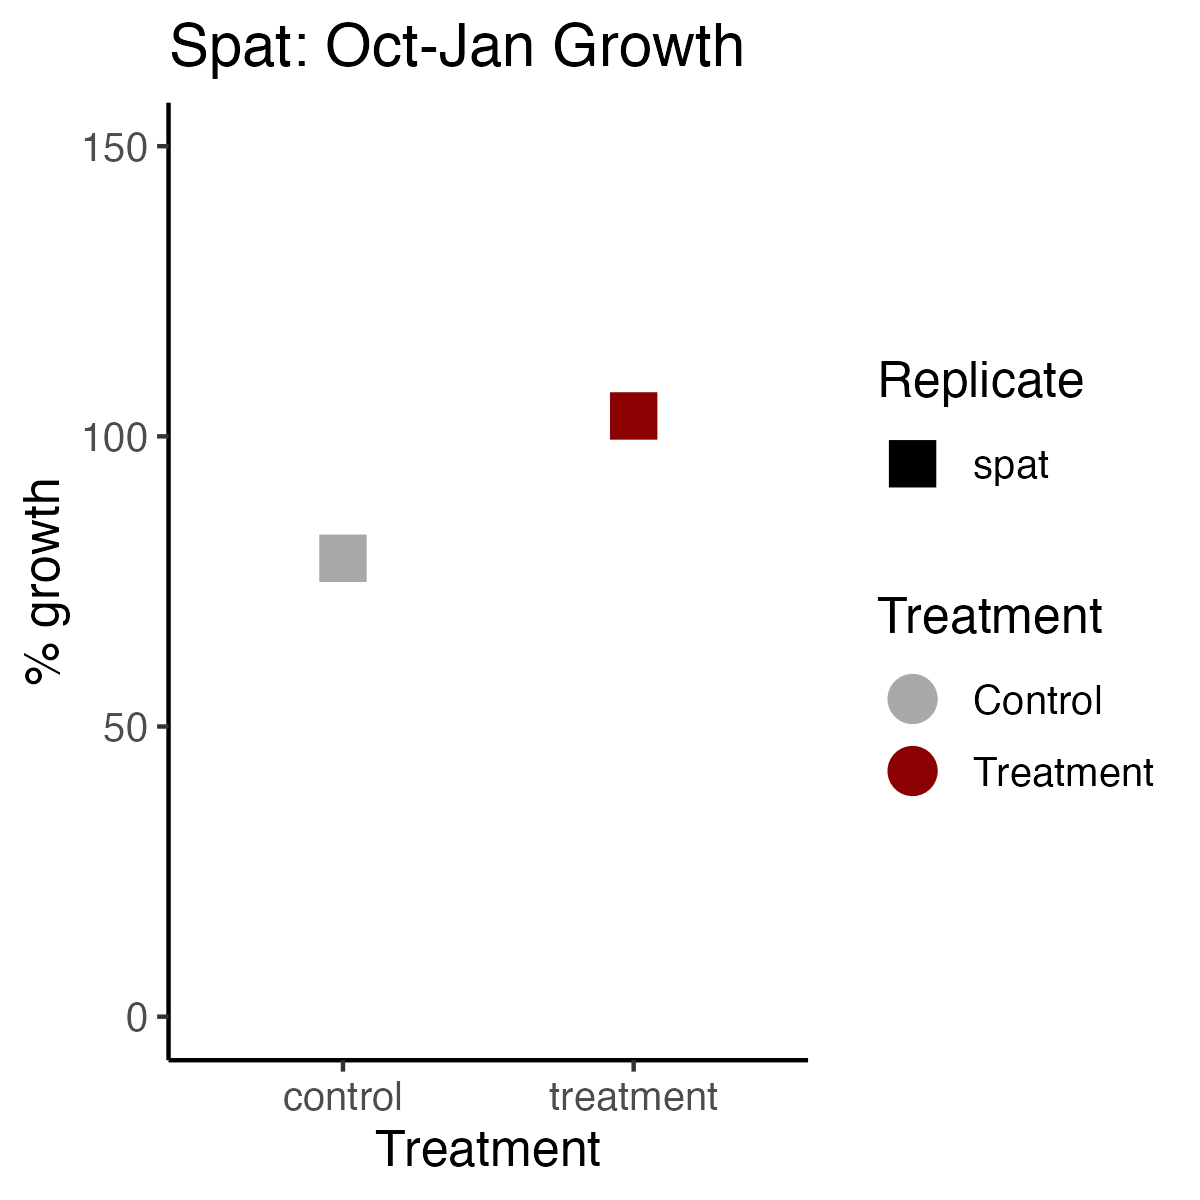 Spat: Oct-Jan Growth
150
100
50
0
% growth
control
treatment
Treatment
Replicate
spat
Treatment
Control
Treatment